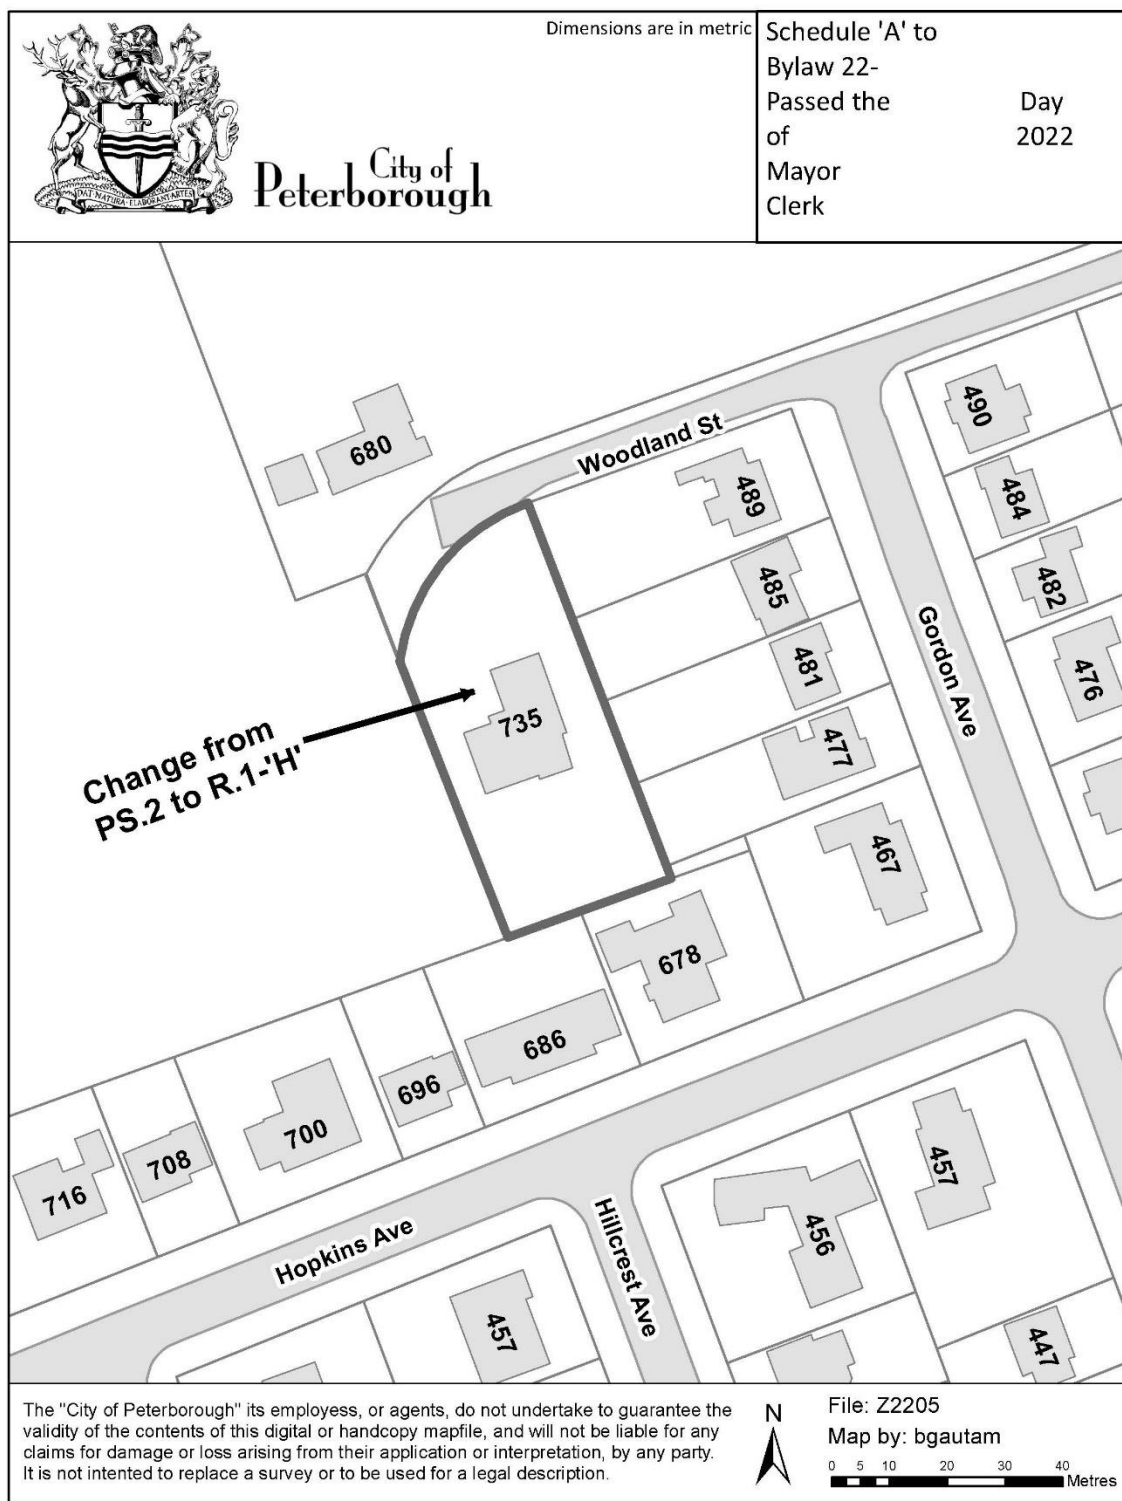 Dimensions are in metric
Schedule 'A' to
Bylaw 22-
Passed the Day
of 2022
Mayor
Clerk
DAT NATURA · ELABORANT ARTES
City of
Peterborough
Woodland St
680
490
489
484
485
482
481
476
Gordon Ave
Change from
PS.2 to R.1-'H'
735
477
467
678
686
696
700
708
716
Hopkins Ave
Hillcrest Ave
457
456
457
447
The "City of Peterborough" its employess, or agents, do not undertake to guarantee the
validity of the contents of this digital or handcopy mapfile, and will not be liable for any
claims for damage or loss arising from their application or interpretation, by any party.
It is not intended to replace a survey or to be used for a legal description.
N
File: Z2205
Map by: bgautam
0 5 10 20 30 40
Metres